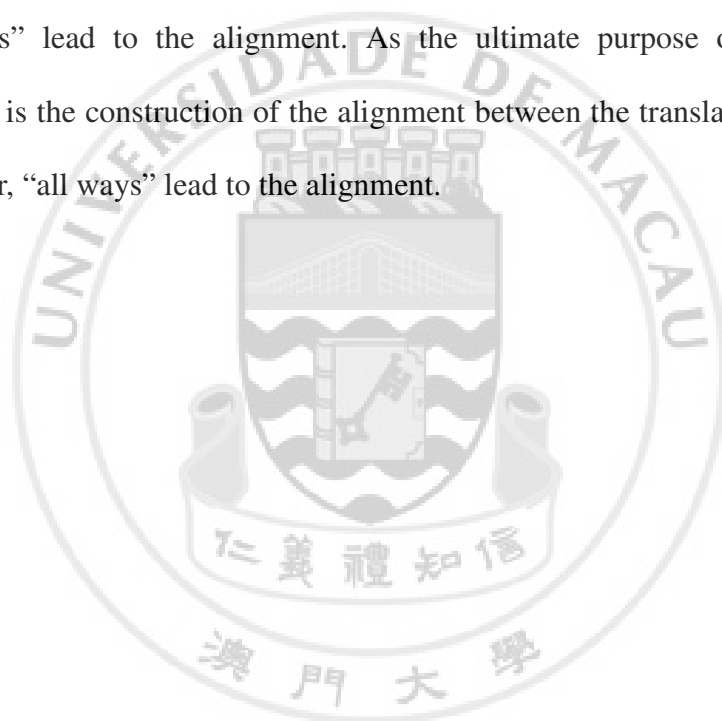 s” lead to the alignment. As the ultimate purpose
is the construction of the alignment between the
r, “all ways” lead to the alignment.
UNIVERSIDADE DE MACAU
仁義禮知信
澳門大學